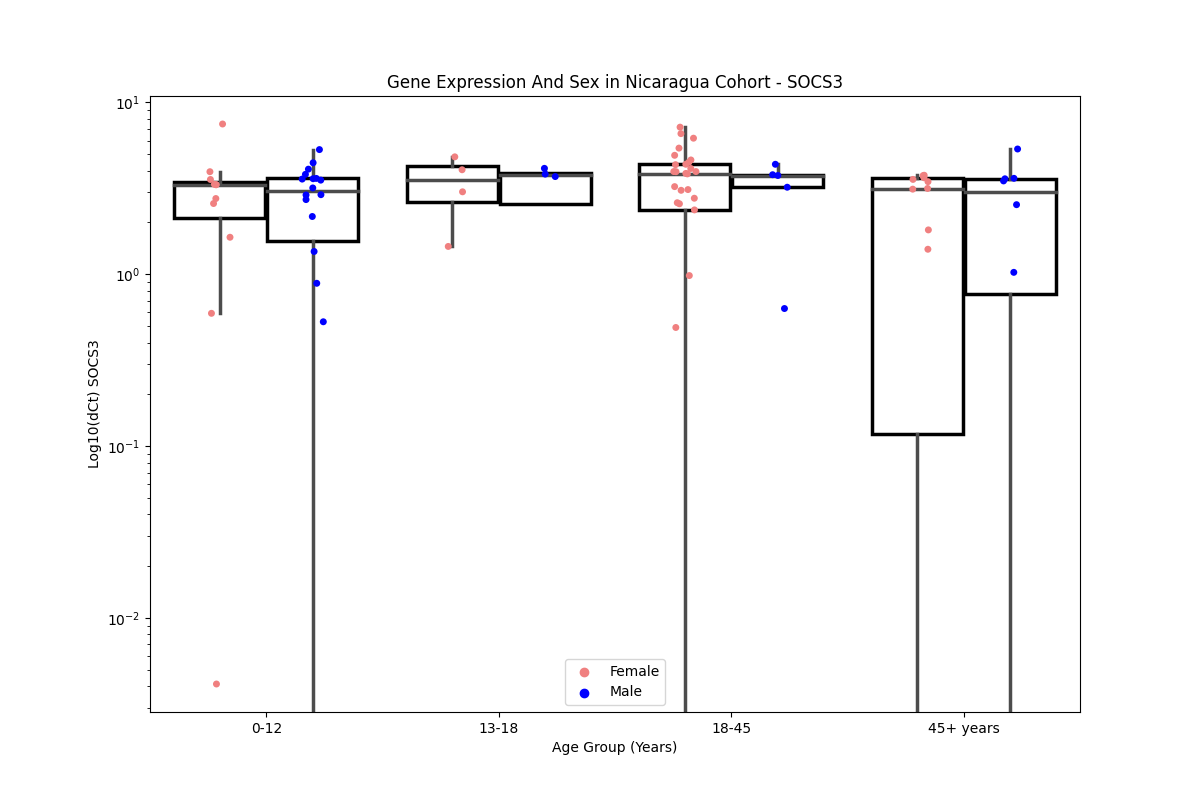 Gene Expression And Sex in Nicaragua Cohort - SOCS3
10¹
10⁰
10⁻¹
10⁻²
Log10(dCt) SOCS3
Female
Male
0-12
13-18
18-45
45+ years
Age Group (Years)